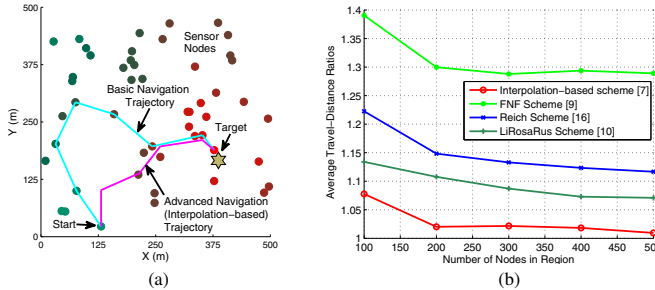 500
375
250
125
0
Y (m)
0
125
250
375
500
X (m)
Sensor
Nodes
Basic Navigation
Trajectory
Target
Advanced Navigation
(Interpolation−based)
Trajectory
Start
(a)
1.4
1.35
1.3
1.25
1.2
1.15
1.1
1.05
1
Average Travel−Distance Ratios
Interpolation-based scheme [7]
FNF Scheme [9]
Reich Scheme [16]
LiRosaRus Scheme [10]
100
150
200
250
300
350
400
450
500
Number of Nodes in Region
(b)